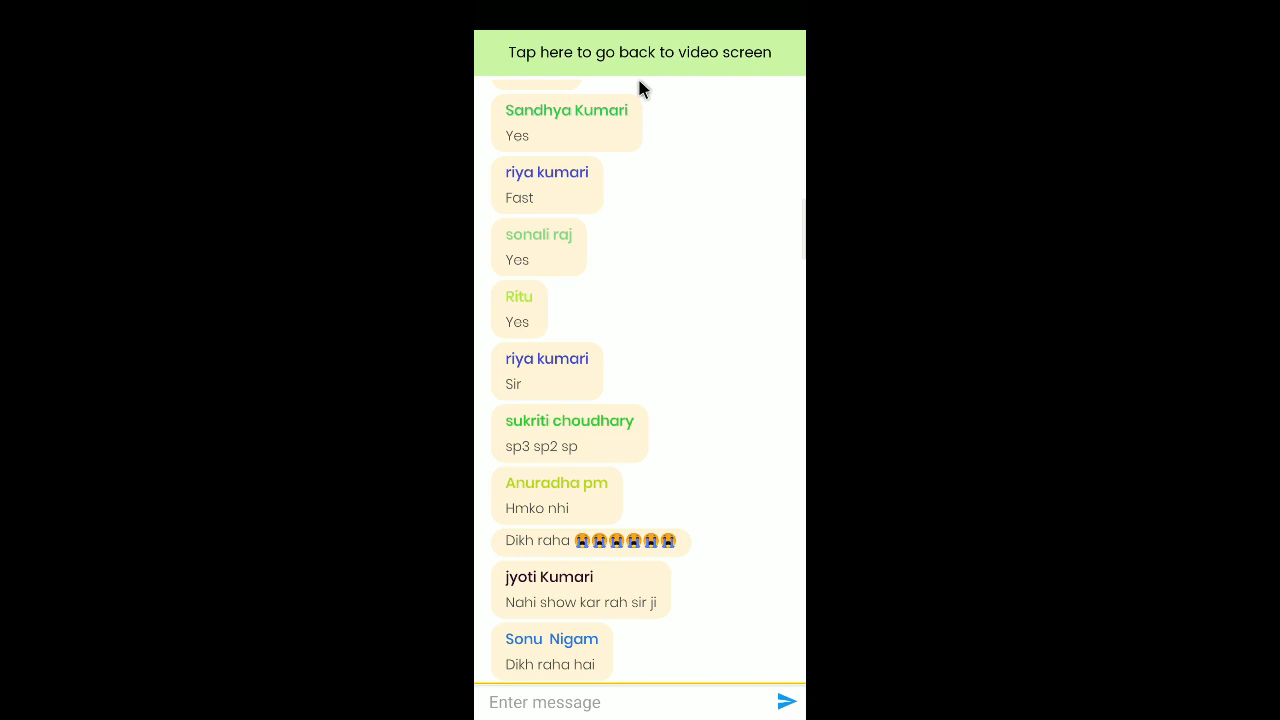 Tap here to go back to video screen
Sandhya Kumari
Yes
riya kumari
Fast
sonali raj
Yes
Ritu
Yes
riya kumari
Sir
sukriti choudhary
sp3 sp2 sp
Anuradha pm
Hmko nhi
Dikh raha 😭😭😭😭😭😭
jyoti Kumari
Nahi show kar rah sir ji
Sonu Nigam
Dikh raha hai
Enter message